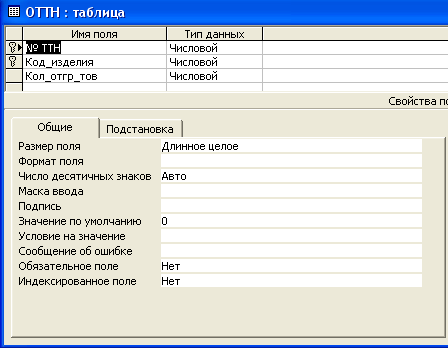 ОТТН : таблица
Имя поля Тип данных
№ ТТН Числовой
Код_изделия Числовой
Кол_отгр_тов Числовой
Свойства по
Общие Подстановка
Размер поля Длинное целое
Формат поля
Число десятичных знаков Авто
Маска ввода
Подпись
Значение по умолчанию 0
Условие на значение
Сообщение об ошибке
Обязательное поле Нет
Индексированное поле Нет